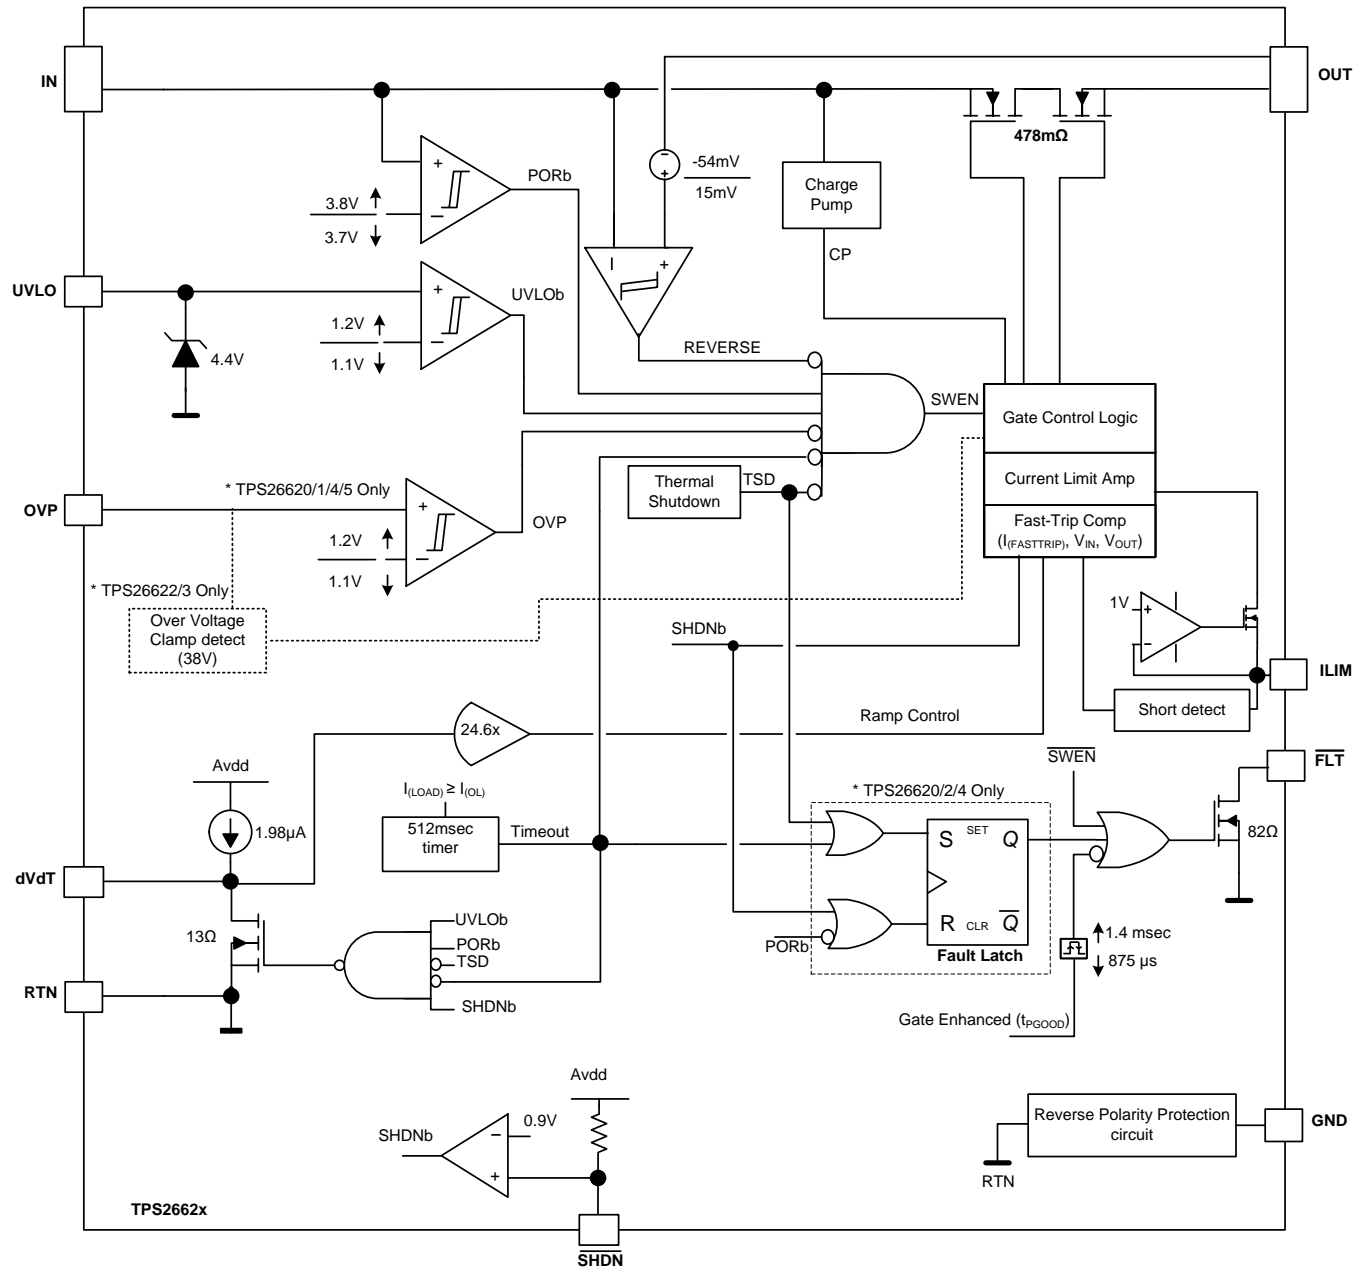 IN
OUT
478mΩ
+
−
PORb
3.8V
3.7V
-54mV
15mV
−
+
Charge
Pump
CP
UVLO
UVLOb
+
−
1.2V
1.1V
4.4V
+
REVERSE
SWEN
Gate Control Logic
Current Limit Amp
Fast-Trip Comp
(I(FASTTRIP), VIN, VOUT)
Thermal
Shutdown
TSD
OVP
* TPS26620/1/4/5 Only
+
−
OVP
1.2V
1.1V
* TPS26622/3 Only
Over Voltage
Clamp detect
(38V)
1V
+
−
SHDNb
ILIM
Short detect
24.6x
Ramp Control
SWEN
FLT
Avdd
I(LOAD) ≥ I(OL)
* TPS26620/2/4 Only
1.98µA
512msec
timer
Timeout
S SET Q
82Ω
dVdT
R CLR Q
Fault Latch
PORb
13Ω
UVLOb
PORb
TSD
SHDNb
1.4 msec
875 µs
RTN
Gate Enhanced (tPGOOD)
Avdd
0.9V
SHDNb
−
+
Reverse Polarity Protection
circuit
GND
RTN
TPS2662x
SHDN